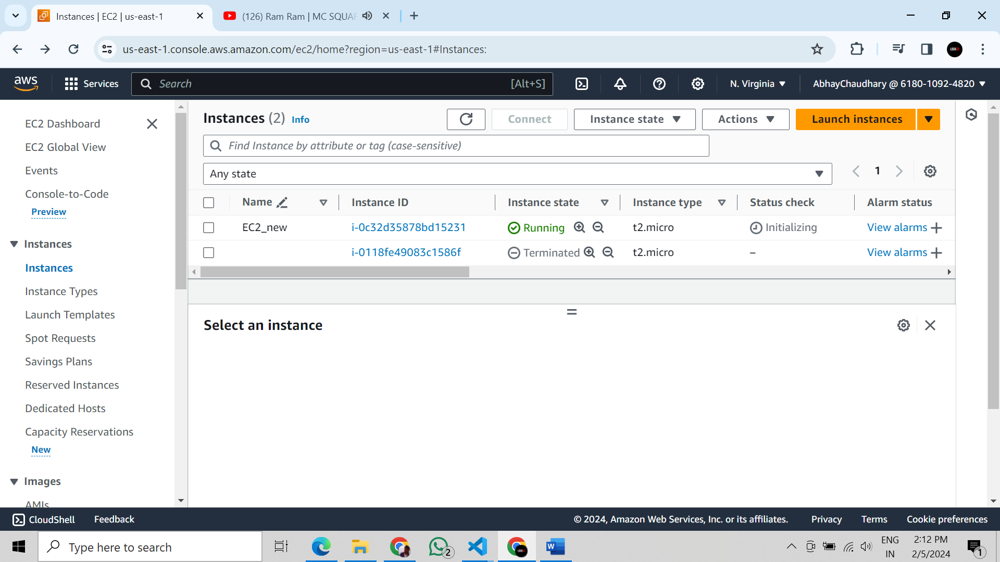 Instances | EC2 | us-east-1
(126) Ram Ram | MC SQUAR
us-east-1.console.aws.amazon.com/ec2/home?region=us-east-1#Instances:
aws
Services
Search
[Alt+S]
N. Virginia
AbhayChaudhary @ 6180-1092-4820
EC2 Dashboard
EC2 Global View
Events
Console-to-Code
Preview
Instances
Instances
Instance Types
Launch Templates
Spot Requests
Savings Plans
Reserved Instances
Dedicated Hosts
Capacity Reservations
New
Images
AMIs
Instances (2) Info
Connect
Instance state
Actions
Launch instances
Find Instance by attribute or tag (case-sensitive)
Any state
1
Name Instance ID Instance state Instance type Status check Alarm status
EC2_new i-0c32d35878bd15231 Running t2.micro Initializing View alarms
i-0118fe49083c1586f Terminated t2.micro – View alarms
Select an instance
CloudShell Feedback © 2024, Amazon Web Services, Inc. or its affiliates. Privacy Terms Cookie preferences
Type here to search
2
W
ENG
IN
2:12 PM
2/5/2024
1